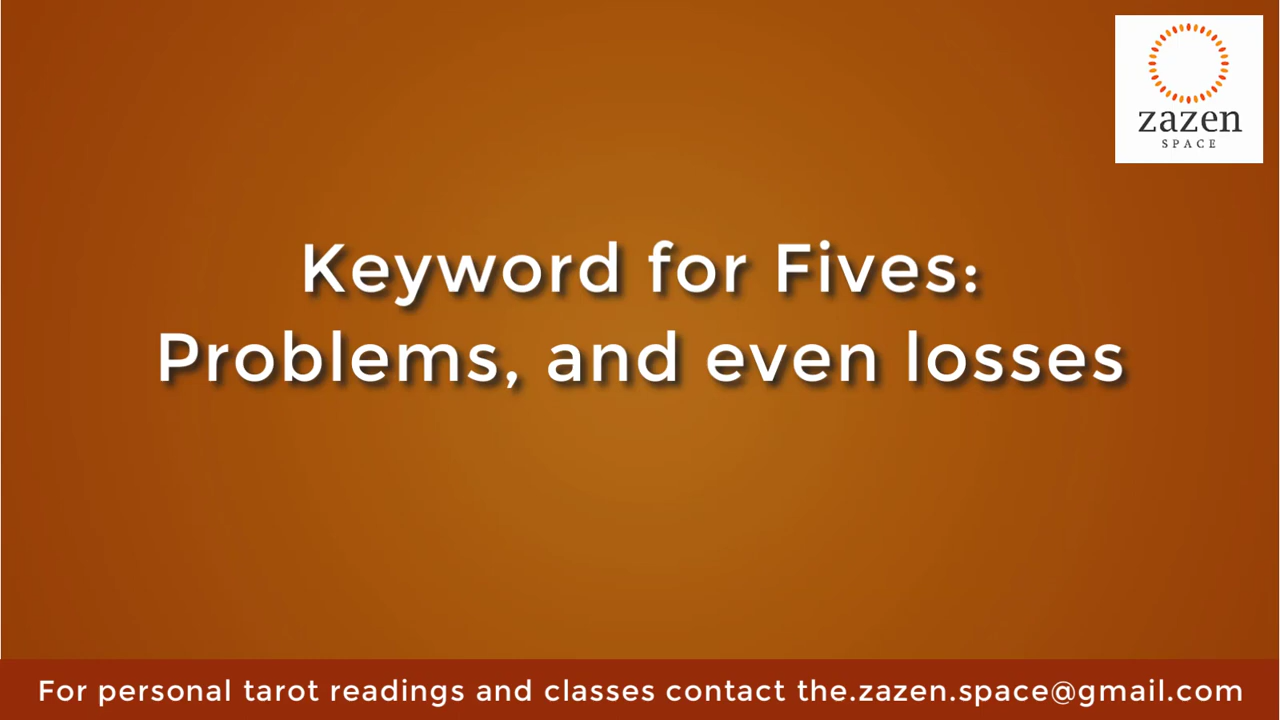 zazen
SPACE
Keyword for Fives:
Problems, and even losses
For personal tarot readings and classes contact the.zazen.space@gmail.com